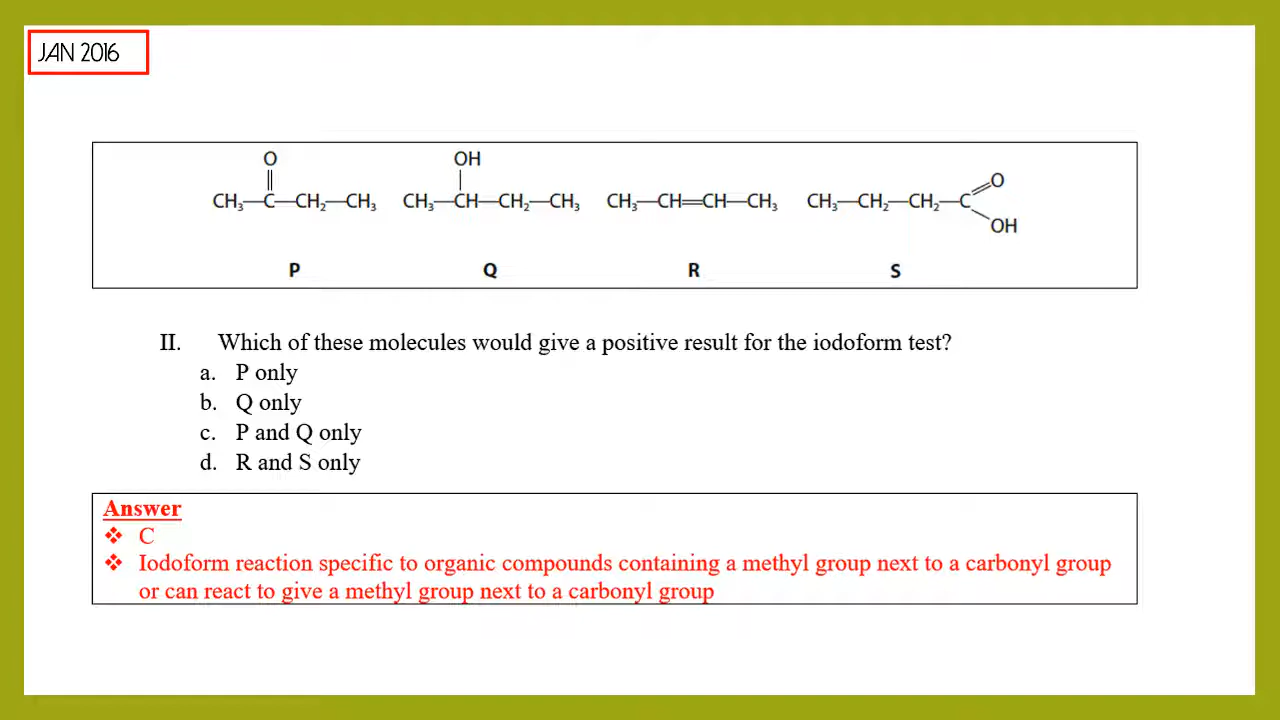 JAN 2016
O OH
CH₃—C—CH₂—CH₃ CH₃—CH—CH₂—CH₃ CH₃—CH=CH—CH₃ CH₃—CH₂—CH₂—C O
OH
P Q R S
II. Which of these molecules would give a positive result for the iodoform test?
a. P only
b. Q only
c. P and Q only
d. R and S only
Answer
❖ C
❖ Iodoform reaction specific to organic compounds containing a methyl group next to a carbonyl group
or can react to give a methyl group next to a carbonyl group